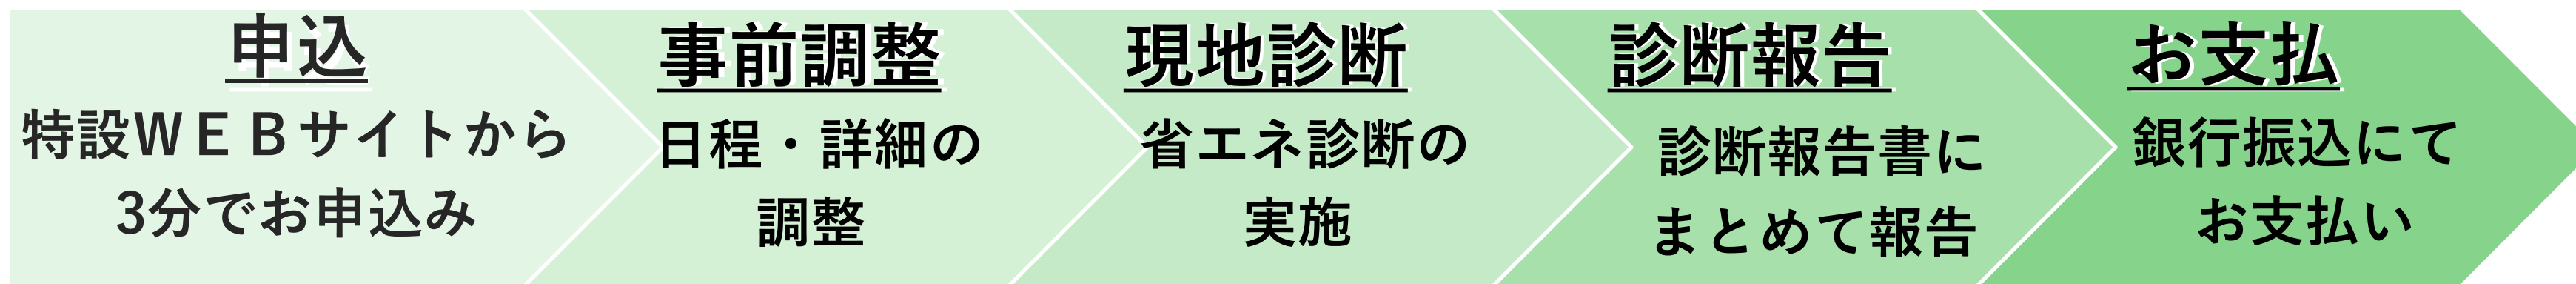 申込
特設ＷＥＢサイトから
3分でお申込み
事前調整
日程・詳細の
調整
現地診断
省エネ診断の
実施
診断報告
診断報告書に
まとめて報告
お支払
銀行振込にて
お支払い